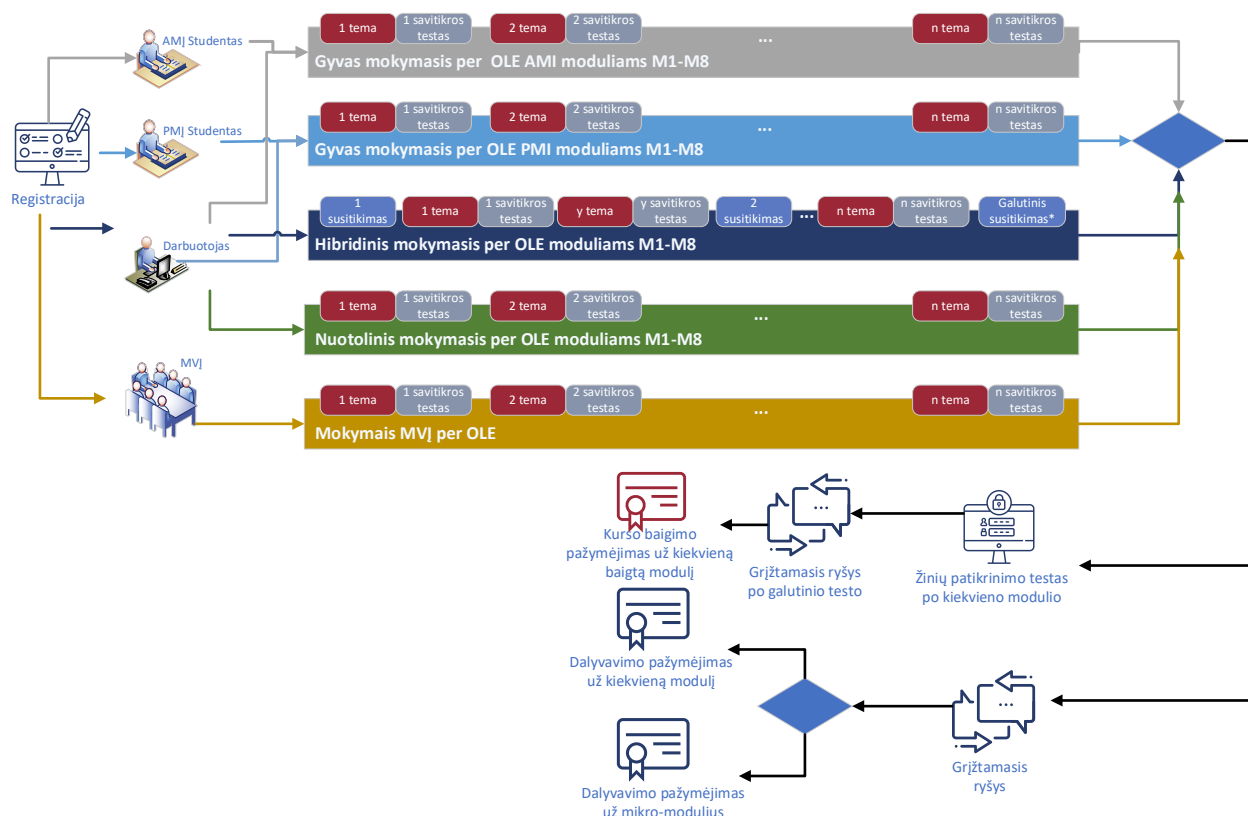 AMĮ Studentas
1 tema
1 savitikros
testas
2 tema
2 savitikros
testas
...
n tema
n savitikros
testas
Gyvas mokymasis per OLE AMI moduliams M1-M8
PMĮ Studentas
1 tema
1 savitikros
testas
2 tema
2 savitikros
testas
...
n tema
n savitikros
testas
Gyvas mokymasis per OLE PMI moduliams M1-M8
Registracija
1
susitikimas
1 tema
1 savitikros
testas
y tema
y savitikros
testas
2
susitikimas
...
n tema
n savitikros
testas
Galutinis
susitikimas*
Hibridinis mokymasis per OLE moduliams M1-M8
Darbuotojas
1 tema
1 savitikros
testas
2 tema
2 savitikros
testas
...
n tema
n savitikros
testas
Nuotolinis mokymasis per OLE moduliams M1-M8
MVĮ
1 tema
1 savitikros
testas
2 tema
2 savitikros
testas
...
n tema
n savitikros
testas
Mokymais MVĮ per OLE
Kurso baigimo
pažymėjimas už kiekvieną
baigtą modulį
...
Grįžtamasis ryšys
po galutinio testo
Žinių patikrinimo testas
po kiekvieno modulio
Dalyvavimo pažymėjimas
už kiekvieną modulį
...
Grįžtamasis
ryšys
Dalyvavimo pažymėjimas
už mikro-modulius